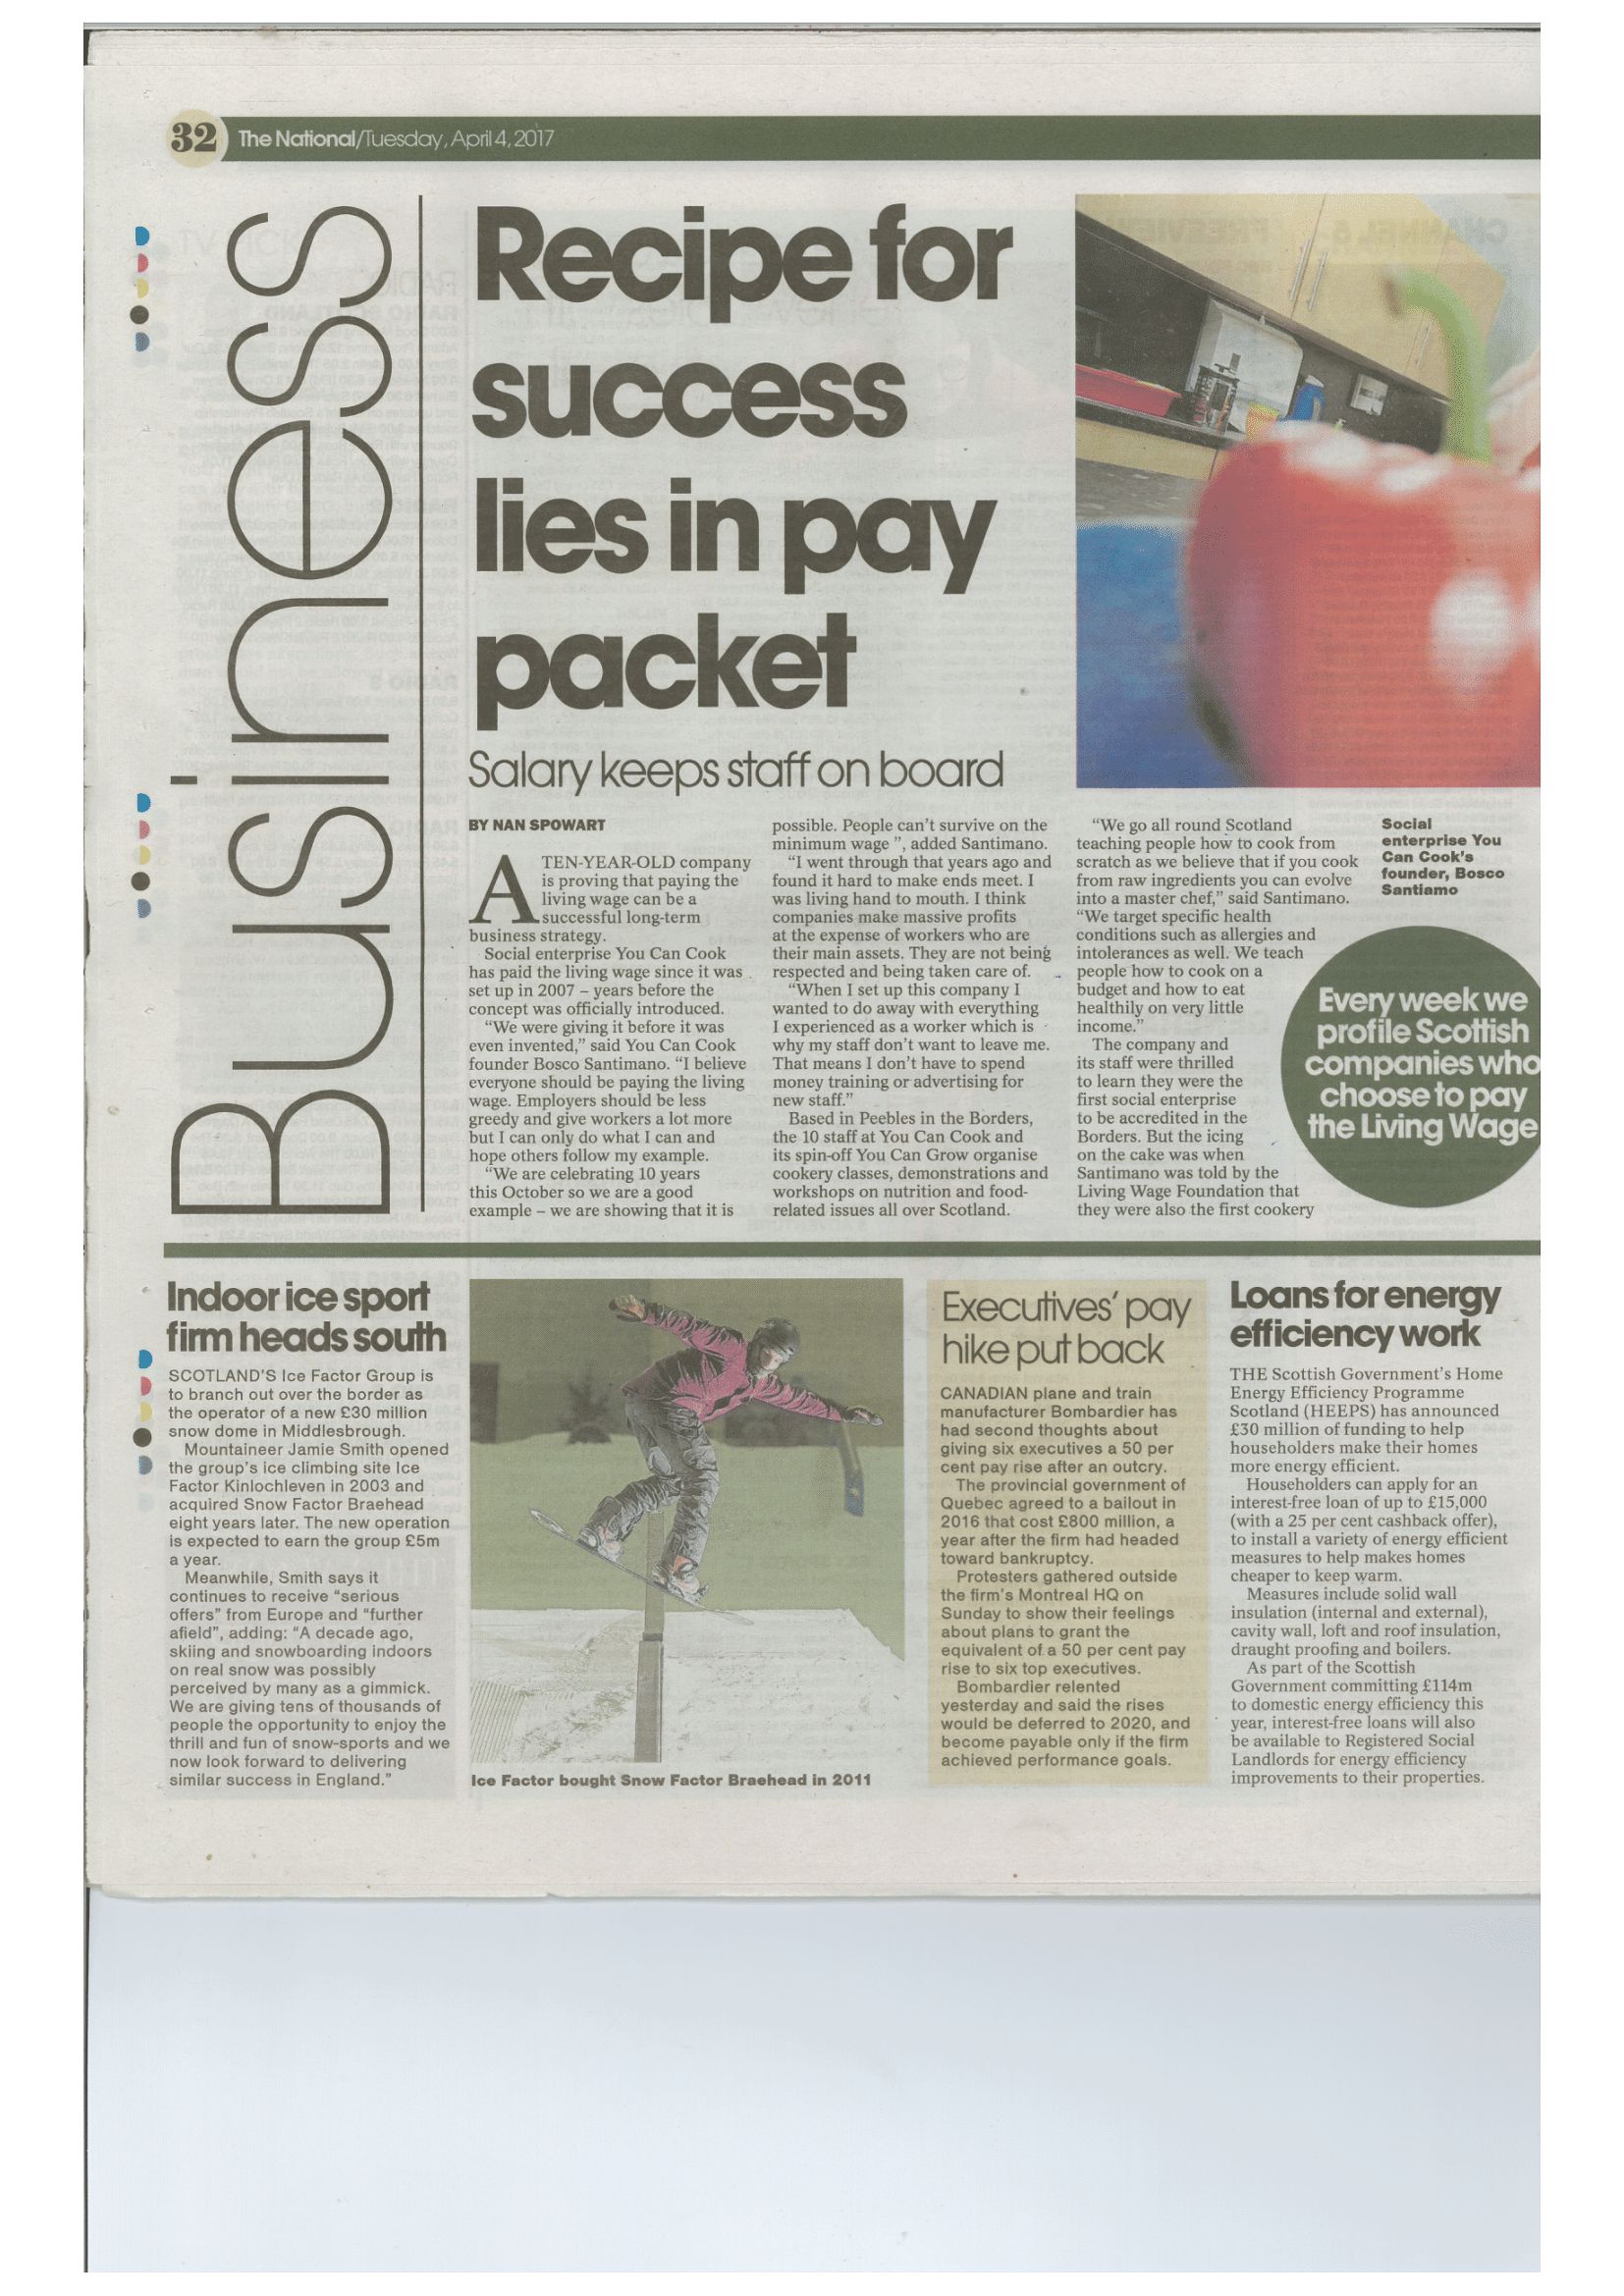 32
The National/Tuesday, April 4, 2017
Business
Recipe for
success
lies in pay
packet
Salary keeps staff on board
BY NAN SPOWART
A TEN-YEAR-OLD company
is proving that paying the
living wage can be a
successful long-term
business strategy.
Social enterprise You Can Cook
has paid the living wage since it was
set up in 2007 – years before the
concept was officially introduced.
“We were giving it before it was
even invented,” said You Can Cook
founder Bosco Santimano. “I believe
everyone should be paying the living
wage. Employers should be less
greedy and give workers a lot more
but I can only do what I can and
hope others follow my example.
“We are celebrating 10 years
this October so we are a good
example – we are showing that it is
possible. People can’t survive on the
minimum wage ”, added Santimano.
“I went through that years ago and
found it hard to make ends meet. I
was living hand to mouth. I think
companies make massive profits
at the expense of workers who are
their main assets. They are not being
respected and being taken care of.
“When I set up this company I
wanted to do away with everything
I experienced as a worker which is
why my staff don’t want to leave me.
That means I don’t have to spend
money training or advertising for
new staff.”
Based in Peebles in the Borders,
the 10 staff at You Can Cook and
its spin-off You Can Grow organise
cookery classes, demonstrations and
workshops on nutrition and food-
related issues all over Scotland.
“We go all round Scotland
teaching people how to cook from
scratch as we believe that if you cook
from raw ingredients you can evolve
into a master chef,” said Santimano.
“We target specific health
conditions such as allergies and
intolerances as well. We teach
people how to cook on a
budget and how to eat
healthily on very little
income.”
The company and
its staff were thrilled
to learn they were the
first social enterprise
to be accredited in the
Borders. But the icing
on the cake was when
Santimano was told by the
Living Wage Foundation that
they were also the first cookery
Social
enterprise You
Can Cook’s
founder, Bosco
Santiamo
Every week we
profile Scottish
companies who
choose to pay
the Living Wage
Indoor ice sport
firm heads south
SCOTLAND’S Ice Factor Group is
to branch out over the border as
the operator of a new £30 million
snow dome in Middlesbrough.
Mountaineer Jamie Smith opened
the group’s ice climbing site Ice
Factor Kinlochleven in 2003 and
acquired Snow Factor Braehead
eight years later. The new operation
is expected to earn the group £5m
a year.
Meanwhile, Smith says it
continues to receive “serious
offers” from Europe and “further
afield”, adding: “A decade ago,
skiing and snowboarding indoors
on real snow was possibly
perceived by many as a gimmick.
We are giving tens of thousands of
people the opportunity to enjoy the
thrill and fun of snow-sports and we
now look forward to delivering
similar success in England.”
Ice Factor bought Snow Factor Braehead in 2011
Executives’ pay
hike put back
CANADIAN plane and train
manufacturer Bombardier has
had second thoughts about
giving six executives a 50 per
cent pay rise after an outcry.
The provincial government of
Quebec agreed to a bailout in
2016 that cost £800 million, a
year after the firm had headed
toward bankruptcy.
Protesters gathered outside
the firm’s Montreal HQ on
Sunday to show their feelings
about plans to grant the
equivalent of a 50 per cent pay
rise to six top executives.
Bombardier relented
yesterday and said the rises
would be deferred to 2020, and
become payable only if the firm
achieved performance goals.
Loans for energy
efficiency work
THE Scottish Government’s Home
Energy Efficiency Programme
Scotland (HEEPS) has announced
£30 million of funding to help
householders make their homes
more energy efficient.
Householders can apply for an
interest-free loan of up to £15,000
(with a 25 per cent cashback offer),
to install a variety of energy efficient
measures to help makes homes
cheaper to keep warm.
Measures include solid wall
insulation (internal and external),
cavity wall, loft and roof insulation,
draught proofing and boilers.
As part of the Scottish
Government committing £114m
to domestic energy efficiency this
year, interest-free loans will also
be available to Registered Social
Landlords for energy efficiency
improvements to their properties.